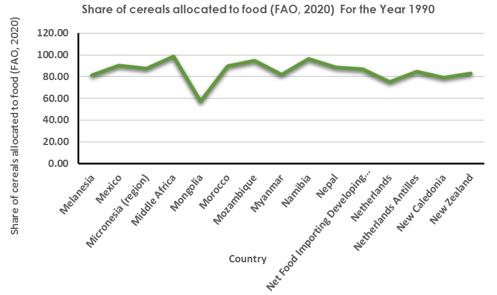 Share of cereals allocated to food (FAO, 2020)  For the Year 1990
Share of cereals allocated to food (FAO, 2020)
120.00
100.00
80.00
60.00
40.00
20.00
0.00
Melanesia
Mexico
Micronesia (region)
Middle Africa
Mongolia
Morocco
Mozambique
Myanmar
Namibia
Nepal
Net Food Importing Developing...
Netherlands
Netherlands Antilles
New Caledonia
New Zealand
Country